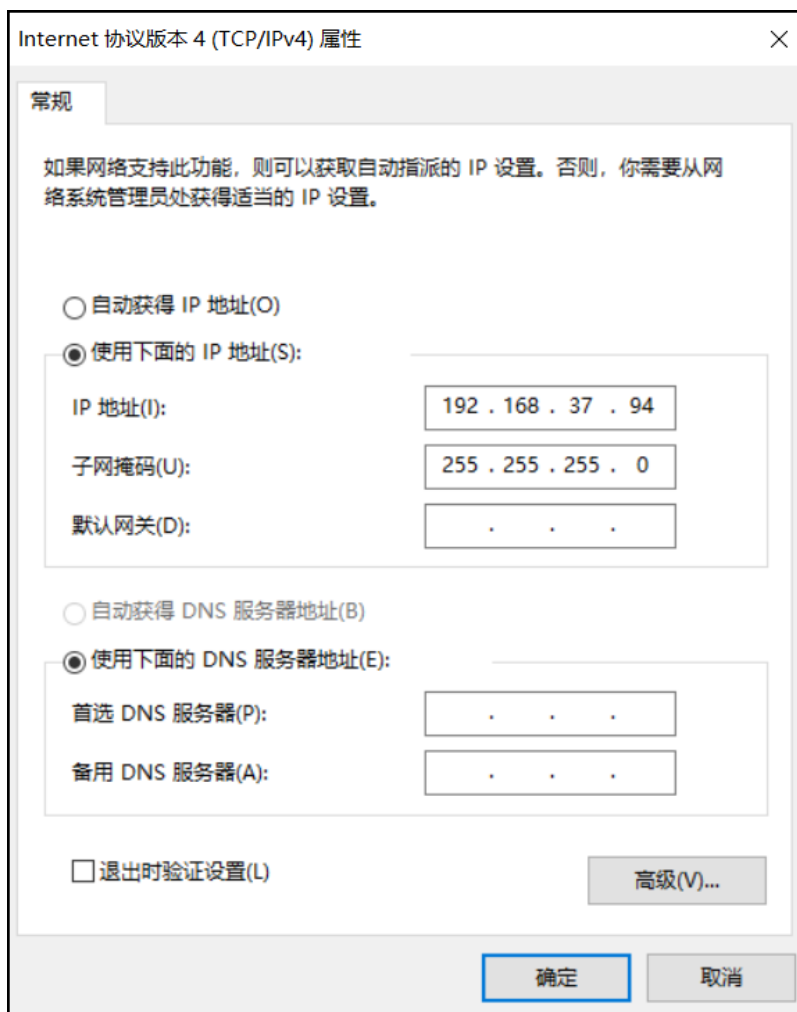 Internet 协议版本 4 (TCP/IPv4) 属性
常规
如果网络支持此功能，则可以获取自动指派的 IP 设置。否则，你需要从网
络系统管理员处获得适当的 IP 设置。
自动获得 IP 地址(O)
使用下面的 IP 地址(S):
IP 地址(I): 192 . 168 . 37 . 94
子网掩码(U): 255 . 255 . 255 . 0
默认网关(D): . . .
自动获得 DNS 服务器地址(B)
使用下面的 DNS 服务器地址(E):
首选 DNS 服务器(P): . . .
备用 DNS 服务器(A): . . .
退出时验证设置(L)
高级(V)...
确定 取消